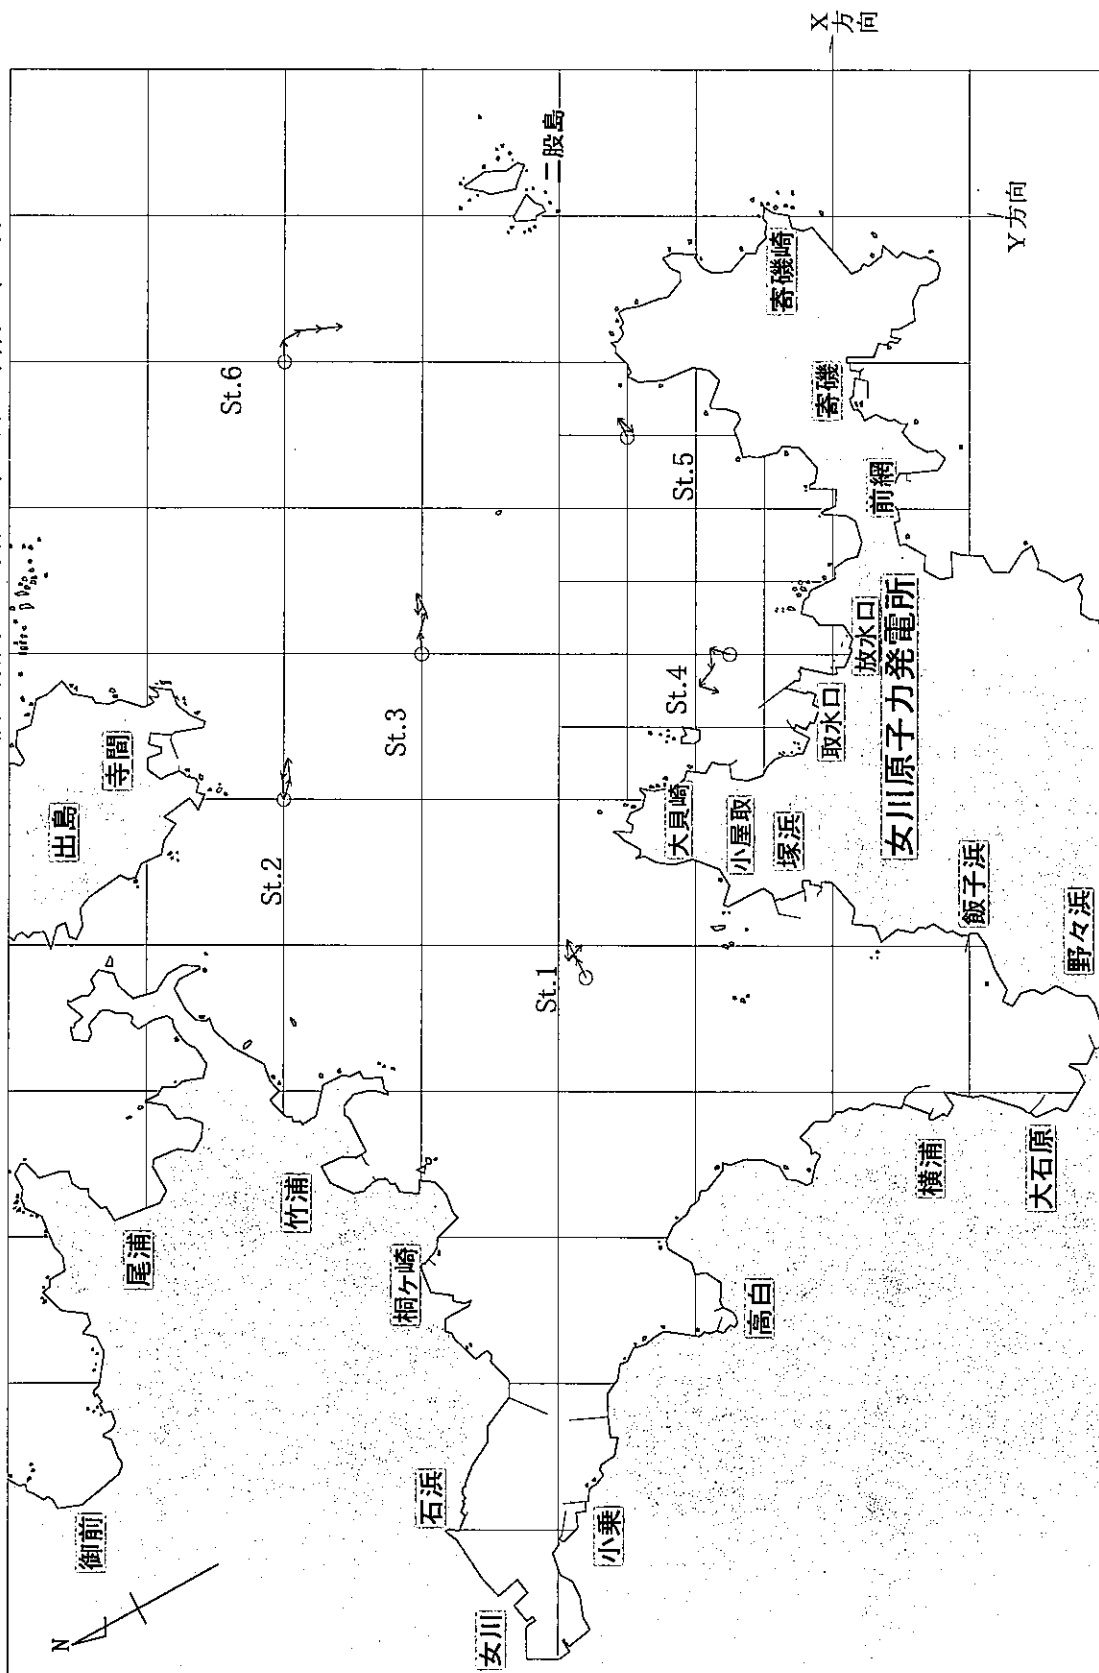 X
方向
Y方向
二股島
寄磯崎
寄磯
前網
St.6
St.5
St.3
St.4
放水口
取水口
女川原子力発電所
出島
寺間
St.2
大貝崎
小屋取
塚浜
飯子浜
野々浜
St.1
竹浦
尾浦
桐ヶ崎
横浦
大石原
高白
御前
石浜
小乗
女川
N